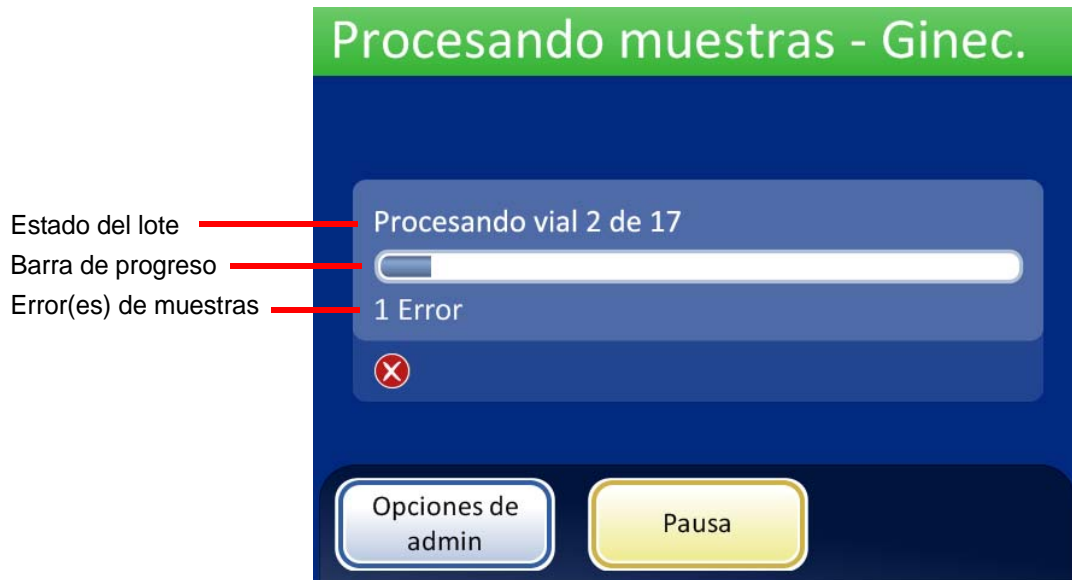 Procesando muestras - Ginec.
Estado del lote
Procesando vial 2 de 17
Barra de progreso
Error(es) de muestras
1 Error
Opciones de
admin
Pausa